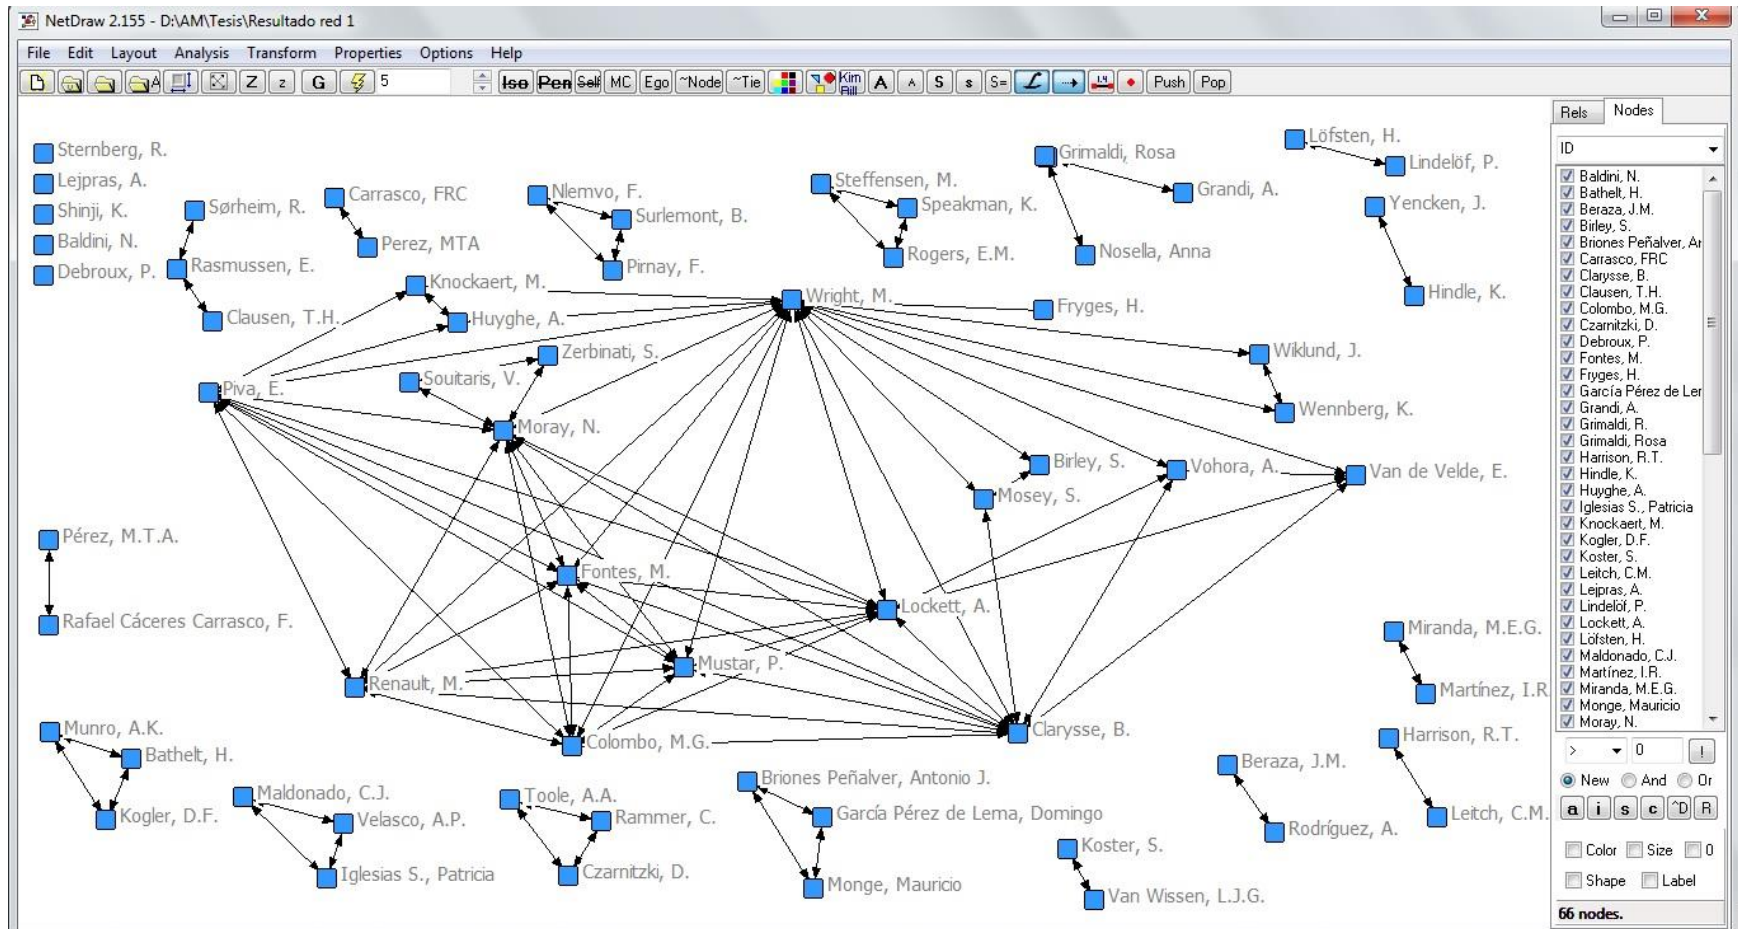 NetDraw 2.155 - D:\AM\Tesis\Resultado red 1
File Edit Layout Analysis Transform Properties Options Help
A Z z G 5 Iso Pen Self MC Ego ~Node ~Tie A A S s S= L Push Pop
Rels Nodes
ID
Sternberg, R.
Lejpras, A.
Shinji, K.
Baldini, N.
Debroux, P.
Sørheim, R.
Rasmussen, E.
Clausen, T.H.
Carrasco, FRC
Perez, MTA
Nlemvo, F.
Surlemont, B.
Pirnay, F.
Steffensen, M.
Speakman, K.
Rogers, E.M.
Grimaldi, Rosa
Grandi, A.
Nosella, Anna
Löfsten, H.
Lindelöf, P.
Yencken, J.
Hindle, K.
Knockaert, M.
Huyghe, A.
Wright, M.
Fryges, H.
Zerbinati, S.
Souitaris, V.
Piva, E.
Moray, N.
Wiklund, J.
Wennberg, K.
Birley, S.
Mosey, S.
Vohora, A.
Van de Velde, E.
Pérez, M.T.A.
Rafael Cáceres Carrasco, F.
Fontes, M.
Lockett, A.
Mustar, P.
Renault, M.
Colombo, M.G.
Clarysse, B.
Miranda, M.E.G.
Martínez, I.R
Harrison, R.T.
Leitch, C.M.
Beraza, J.M.
Rodríguez, A.
Munro, A.K.
Bathelt, H.
Kogler, D.F.
Maldonado, C.J.
Velasco, A.P.
Iglesias S., Patricia
Toole, A.A.
Rammer, C.
Czarnitzki, D.
Briones Peñalver, Antonio J.
García Pérez de Lema, Domingo
Monge, Mauricio
Koster, S.
Van Wissen, L.J.G.
Baldini, N.
Bathelt, H.
Beraza, J.M.
Birley, S.
Briones Peñalver, Ar
Carrasco, FRC
Clarysse, B.
Clausen, T.H.
Colombo, M.G.
Czarnitzki, D.
Debroux, P.
Fontes, M.
Fryges, H.
García Pérez de Ler
Grandi, A.
Grimaldi, R.
Grimaldi, Rosa
Harrison, R.T.
Hindle, K.
Huyghe, A.
Iglesias S., Patricia
Knockaert, M.
Kogler, D.F.
Koster, S.
Leitch, C.M.
Lejpras, A.
Lindelöf, P.
Lockett, A.
Löfsten, H.
Maldonado, C.J.
Martínez, I.R.
Miranda, M.E.G.
Monge, Mauricio
Moray, N.
> 0 !
New And Or
a i s c ~D R
Color Size 0
Shape Label
66 nodes.